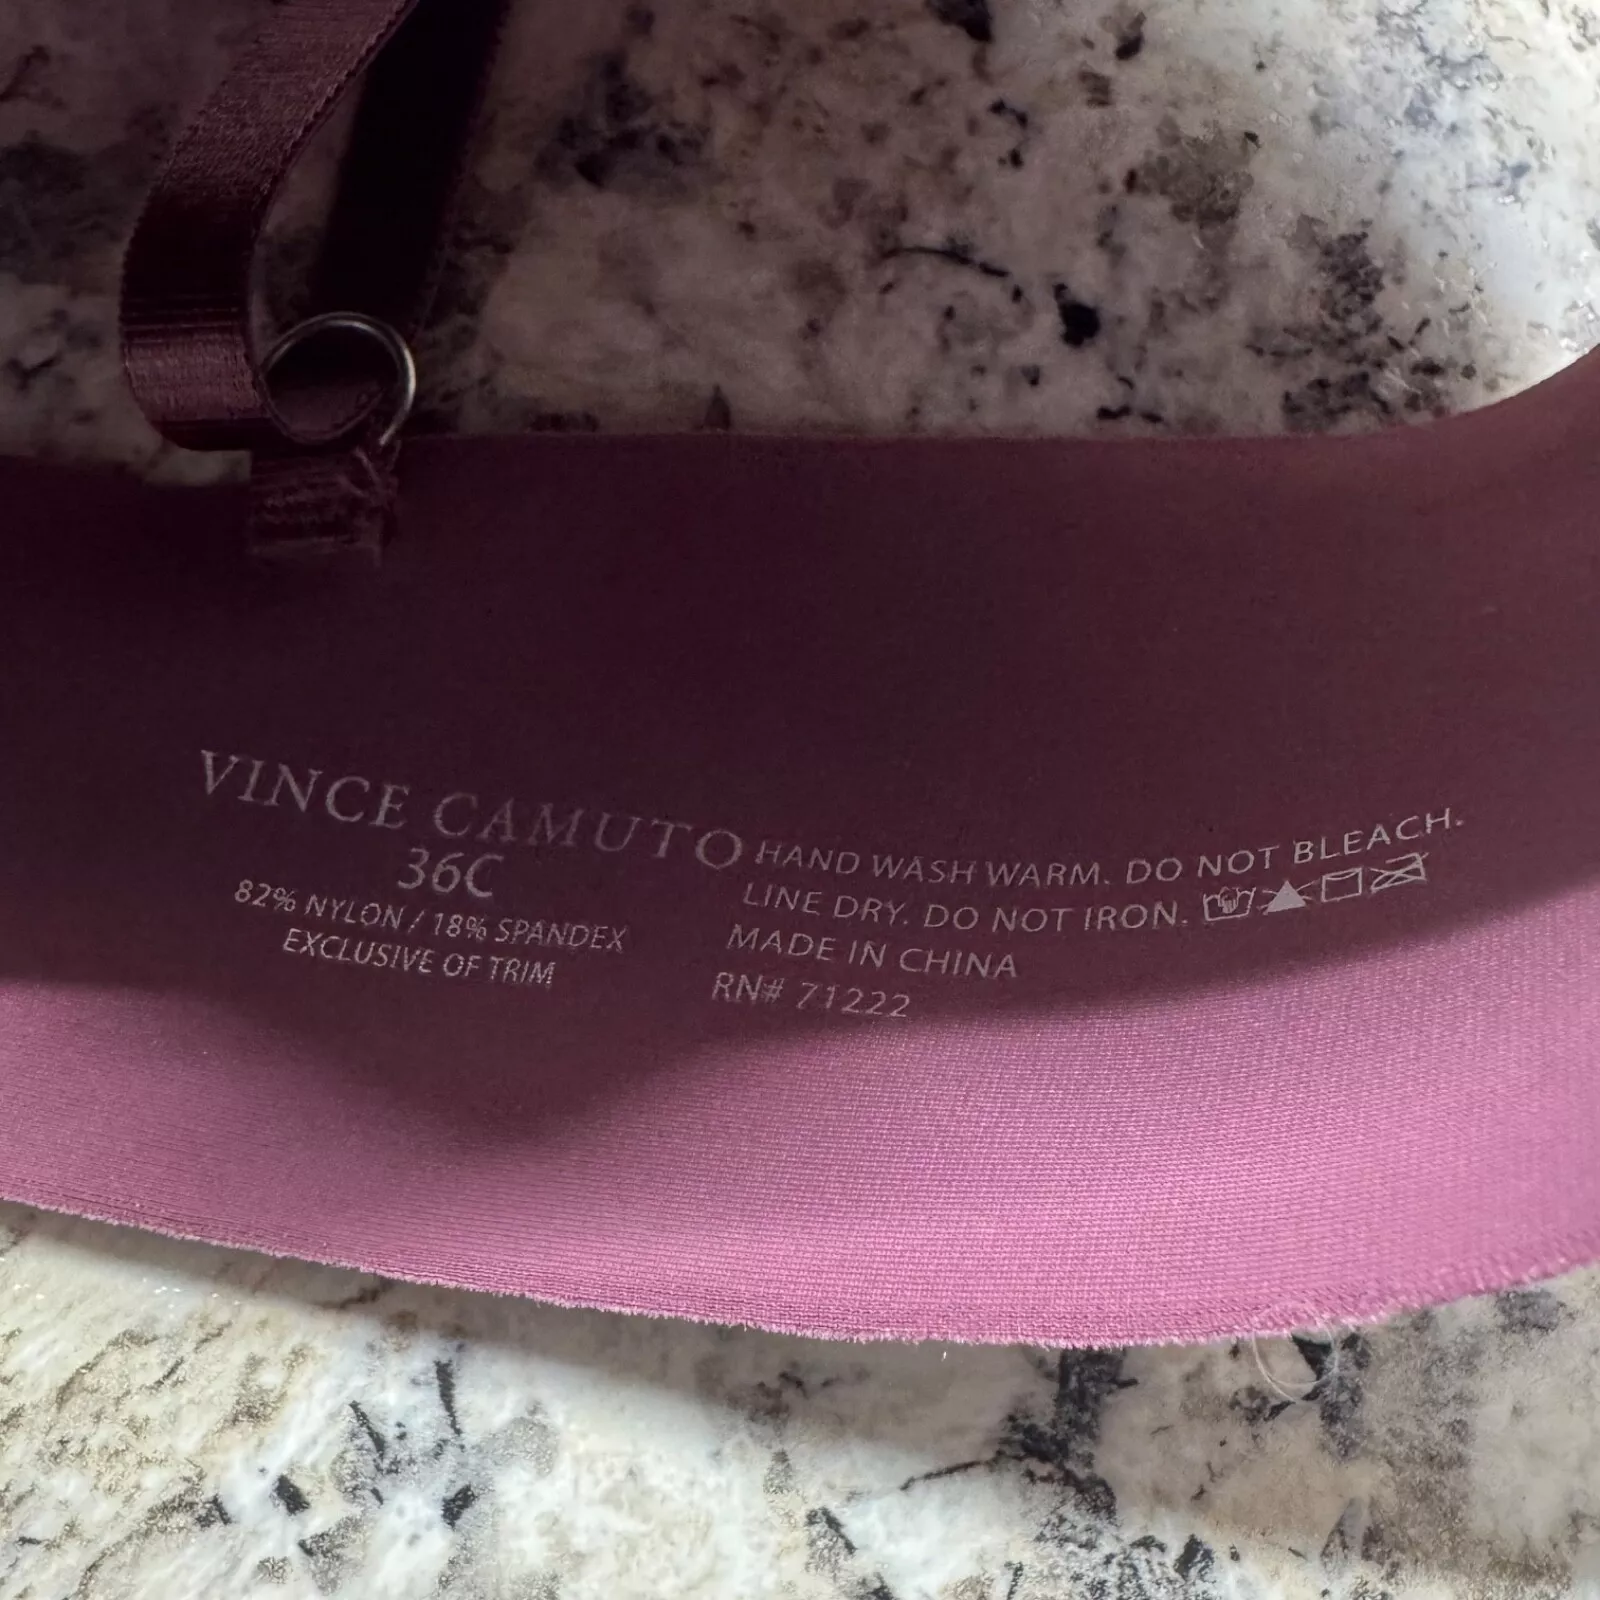 VINCE CAMUTO
36C
82% NYLON / 18% SPANDEX
EXCLUSIVE OF TRIM
HAND WASH WARM. DO NOT BLEACH.
LINE DRY. DO NOT IRON.
MADE IN CHINA
RN# 71222